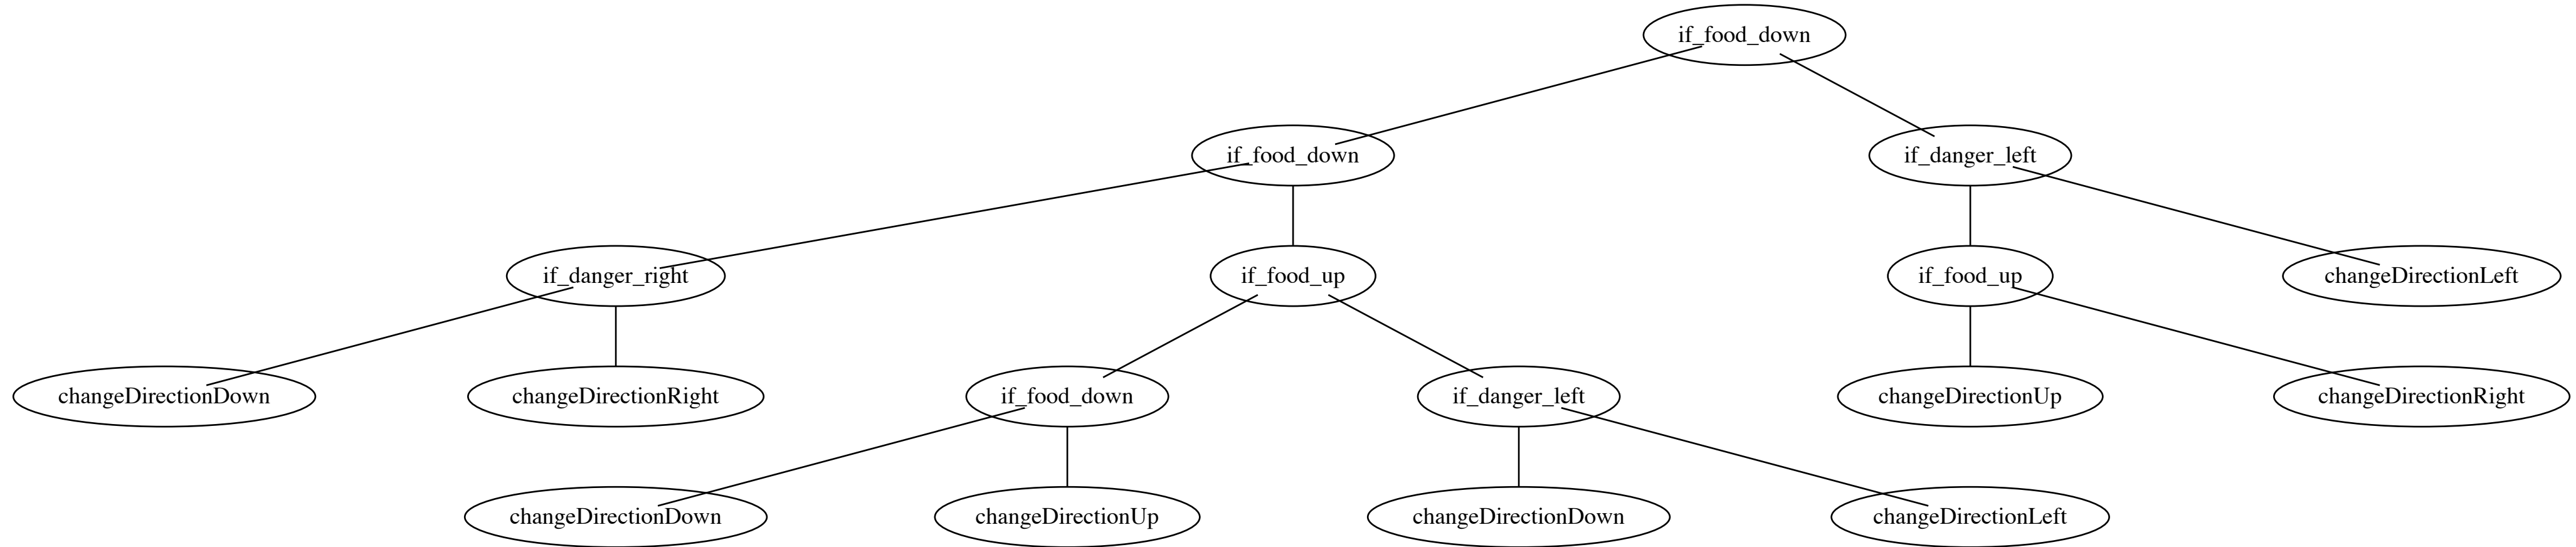 if_food_down
if_food_down
if_danger_left
if_danger_right
if_food_up
if_food_up
changeDirectionLeft
changeDirectionDown
changeDirectionRight
if_food_down
if_danger_left
changeDirectionUp
changeDirectionRight
changeDirectionDown
changeDirectionUp
changeDirectionDown
changeDirectionLeft